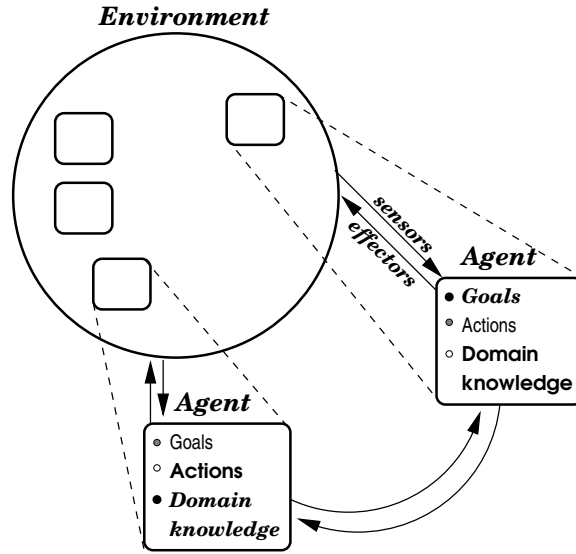 Environment
sensors
effectors
Agent
Goals
Actions
Domain
knowledge
Agent
Goals
Actions
Domain
knowledge